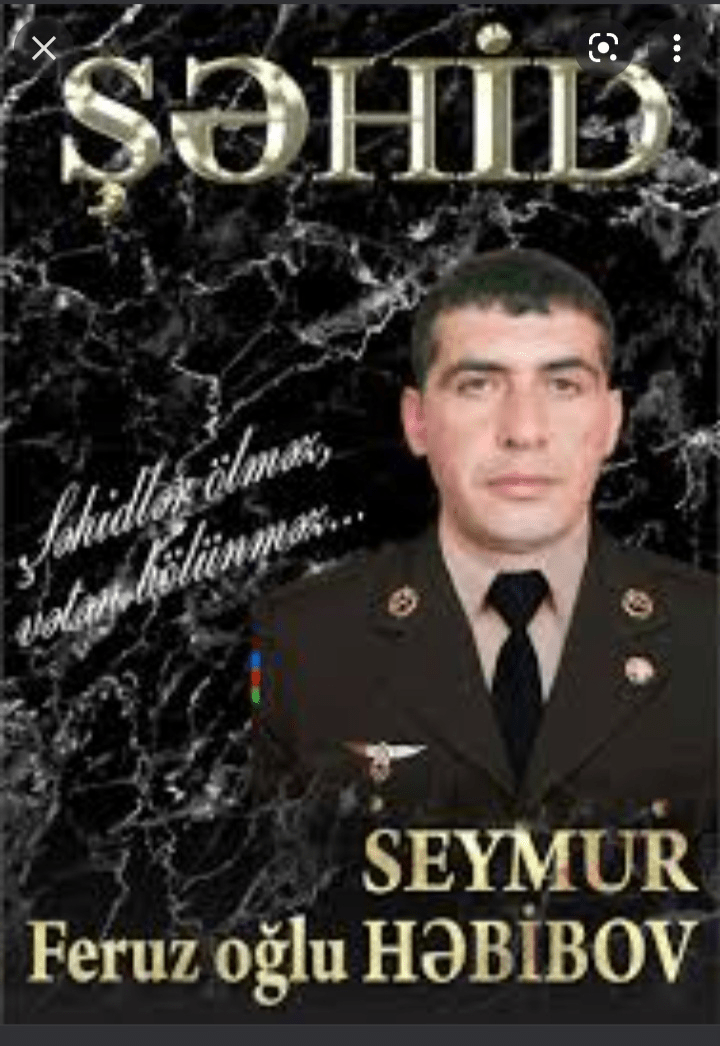 ŞƏHİD
Şəhidlər ölməz,
vətən bölünməz...
SEYMUR
Feruz oğlu HƏBİBOV